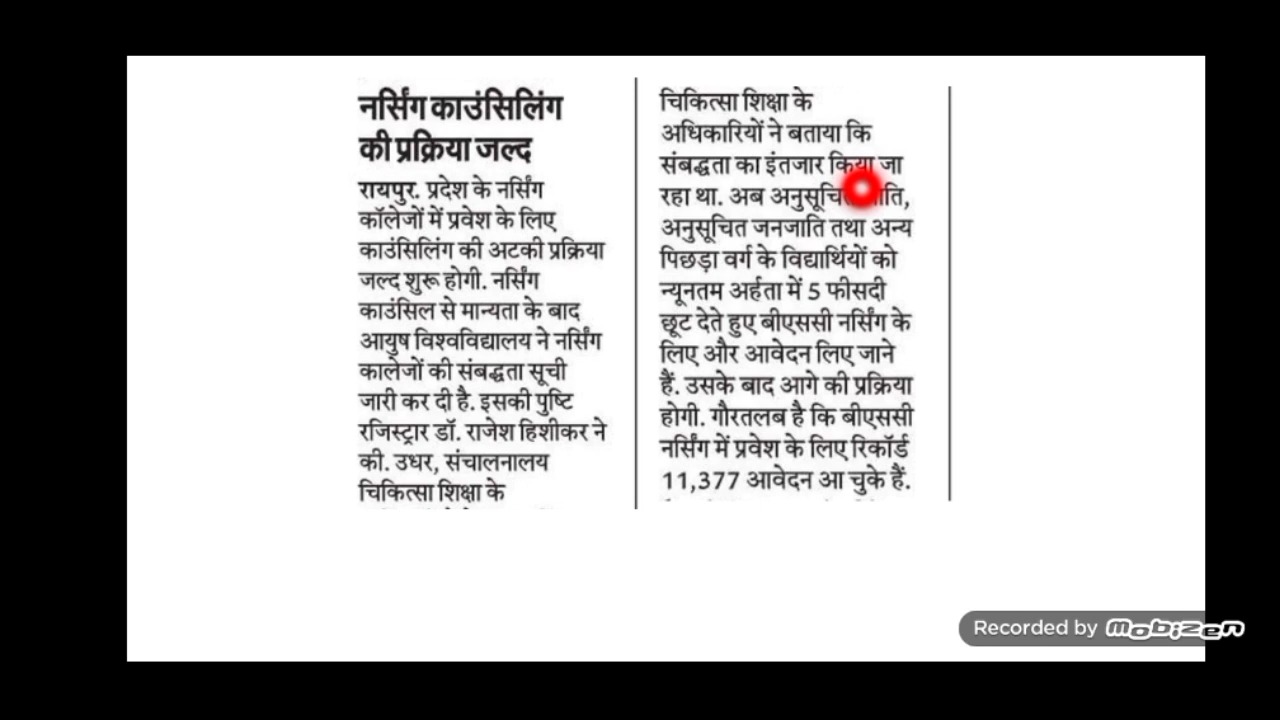 नर्सिंग काउंसिलिंग
की प्रक्रिया जल्द
रायपुर. प्रदेश के नर्सिंग
कॉलेजों में प्रवेश के लिए
काउंसिलिंग की अटकी प्रक्रिया
जल्द शुरू होगी. नर्सिंग
काउंसिल से मान्यता के बाद
आयुष विश्वविद्यालय ने नर्सिंग
कालेजों की संबद्धता सूची
जारी कर दी है. इसकी पुष्टि
रजिस्ट्रार डॉ. राजेश हिशीकर ने
की. उधर, संचालनालय
चिकित्सा शिक्षा के
चिकित्सा शिक्षा के
अधिकारियों ने बताया कि
संबद्धता का इंतजार किया जा
रहा था. अब
अनुसूचित जनजाति तथा अन्य
पिछड़ा वर्ग के विद्यार्थियों को
न्यूनतम अर्हता में 5 फीसदी
छूट देते हुए बीएससी नर्सिंग के
लिए और आवेदन लिए जाने
हैं. उसके बाद आगे की प्रक्रिया
होगी. गौरतलब है कि बीएससी
नर्सिंग में प्रवेश के लिए रिकॉर्ड
11,377 आवेदन आ चुके हैं.
Recorded by Mobizen